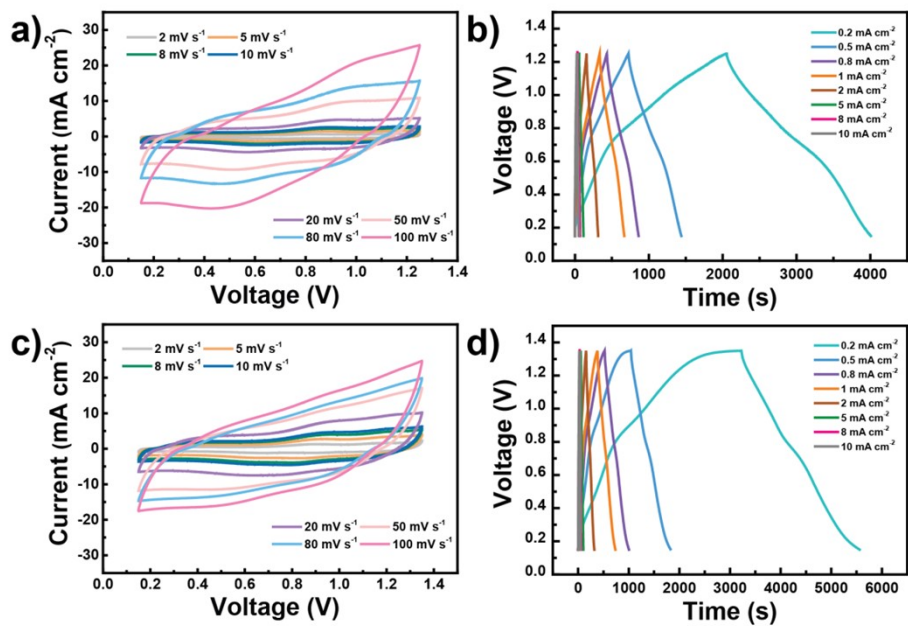 a)
Current (mA cm⁻²)
30
20
10
0
-10
-20
-30
2 mV s⁻¹ 5 mV s⁻¹
8 mV s⁻¹ 10 mV s⁻¹
20 mV s⁻¹ 50 mV s⁻¹
80 mV s⁻¹ 100 mV s⁻¹
0.0 0.2 0.4 0.6 0.8 1.0 1.2 1.4
Voltage (V)
b)
Voltage (V)
1.4
1.2
1.0
0.8
0.6
0.4
0.2
0.0
0.2 mA cm⁻²
0.5 mA cm⁻²
0.8 mA cm⁻²
1 mA cm⁻²
2 mA cm⁻²
5 mA cm⁻²
8 mA cm⁻²
10 mA cm⁻²
0 1000 2000 3000 4000
Time (s)
c)
Current (mA cm⁻²)
30
20
10
0
-10
-20
-30
2 mV s⁻¹ 5 mV s⁻¹
8 mV s⁻¹ 10 mV s⁻¹
20 mV s⁻¹ 50 mV s⁻¹
80 mV s⁻¹ 100 mV s⁻¹
0.0 0.2 0.4 0.6 0.8 1.0 1.2 1.4
Voltage (V)
d)
Voltage (V)
1.4
1.2
1.0
0.8
0.6
0.4
0.2
0.0
0.2 mA cm⁻²
0.5 mA cm⁻²
0.8 mA cm⁻²
1 mA cm⁻²
2 mA cm⁻²
5 mA cm⁻²
8 mA cm⁻²
10 mA cm⁻²
0 1000 2000 3000 4000 5000 6000
Time (s)